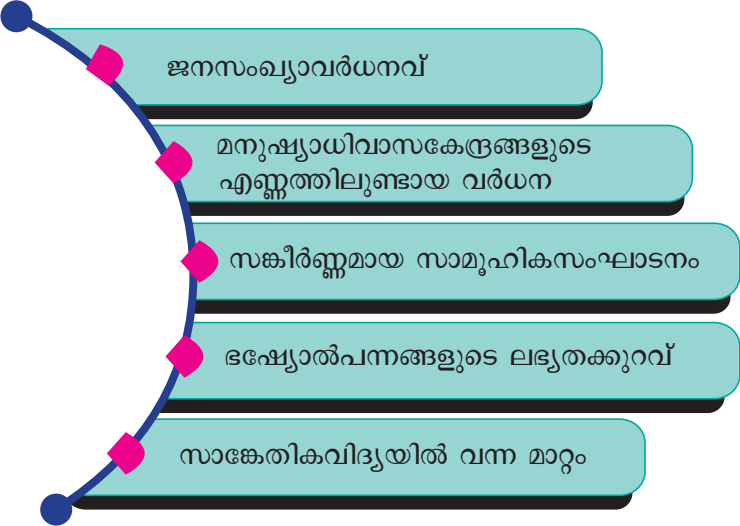 ജനസംഖ്യാവർധനവ്
മനുഷ്യാധിവാസകേന്ദ്രങ്ങളുടെ
എണ്ണത്തിലുണ്ടായ വർധന
സങ്കീർണ്ണമായ സാമൂഹികസംഘാടനം
ഭഷ്യോൽപന്നങ്ങളുടെ ലഭ്യതക്കുറവ്
സാങ്കേതികവിദ്യയിൽ വന്ന മാറ്റം